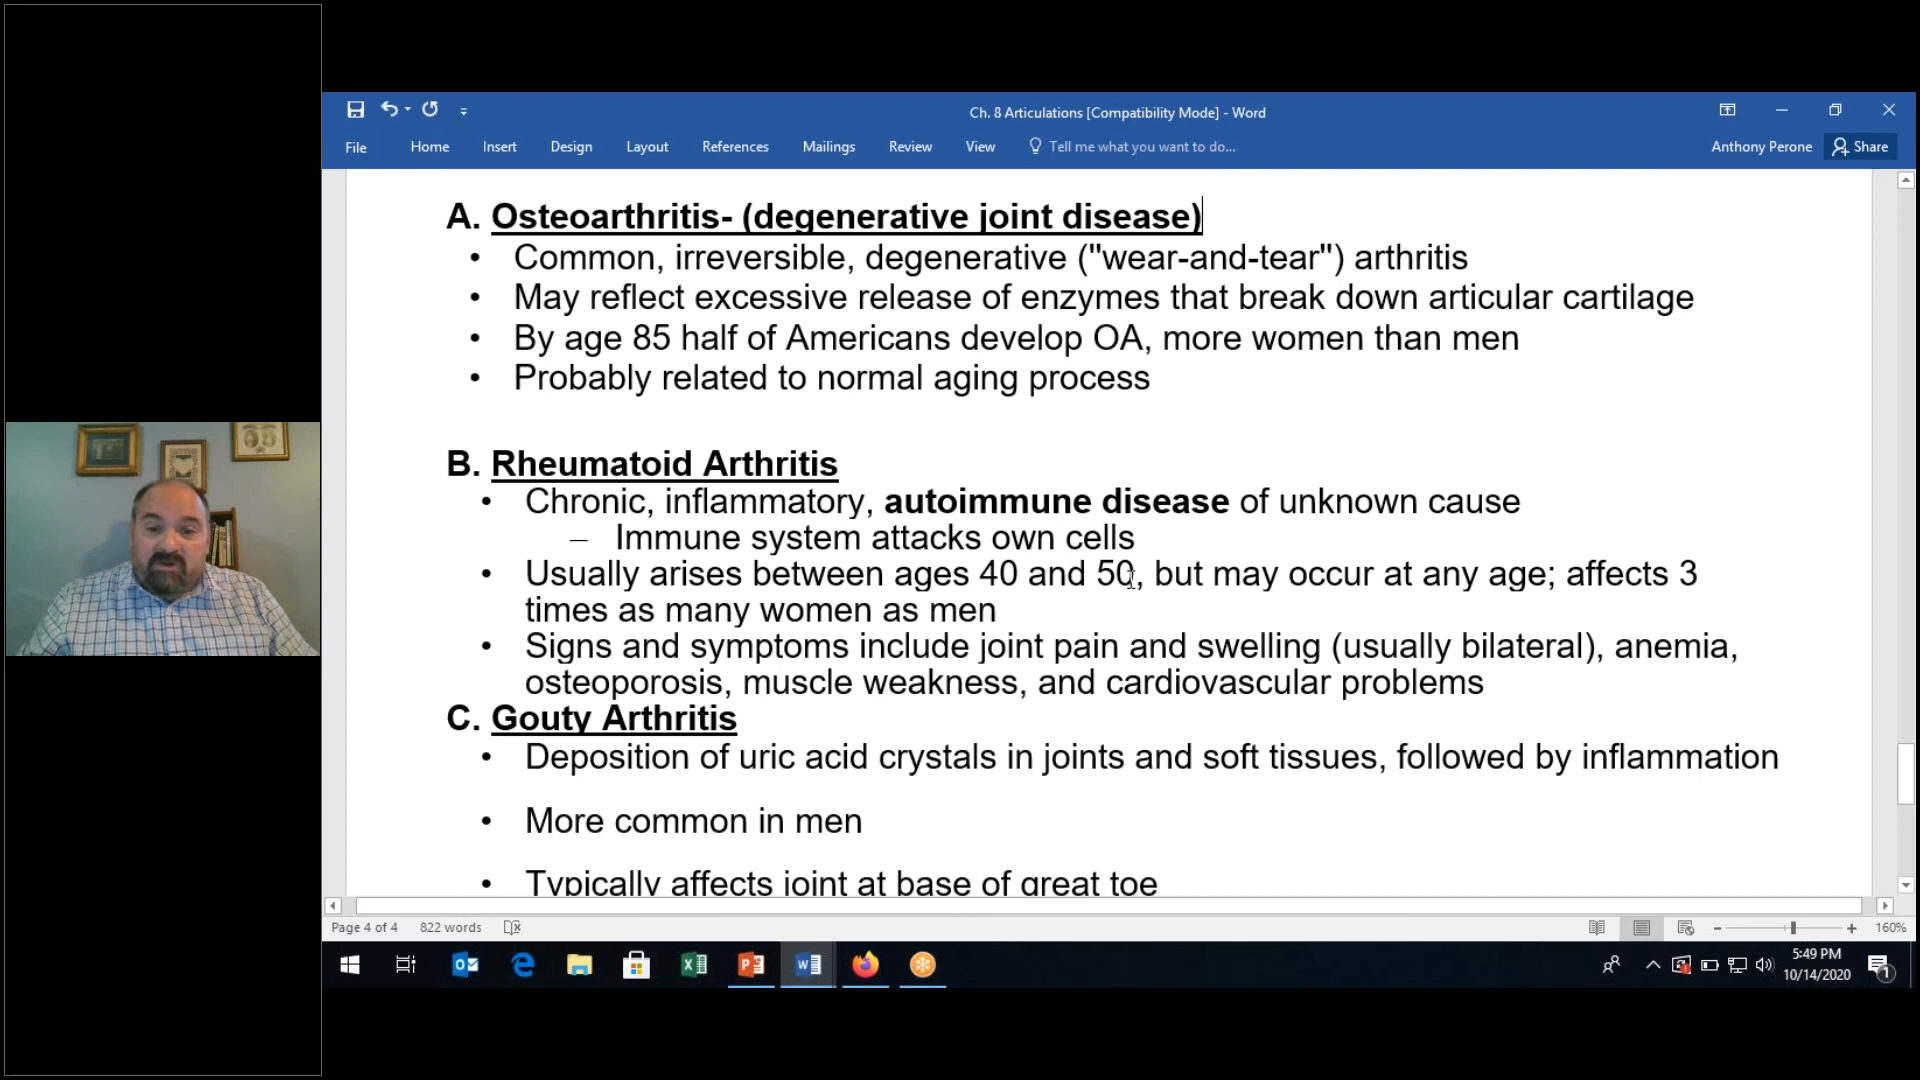 Ch. 8 Articulations [Compatibility Mode] - Word
File Home Insert Design Layout References Mailings Review View Tell me what you want to do... Anthony Perone Share
A. Osteoarthritis- (degenerative joint disease)
• Common, irreversible, degenerative ("wear-and-tear") arthritis
• May reflect excessive release of enzymes that break down articular cartilage
• By age 85 half of Americans develop OA, more women than men
• Probably related to normal aging process
B. Rheumatoid Arthritis
• Chronic, inflammatory, autoimmune disease of unknown cause
– Immune system attacks own cells
• Usually arises between ages 40 and 50, but may occur at any age; affects 3
times as many women as men
• Signs and symptoms include joint pain and swelling (usually bilateral), anemia,
osteoporosis, muscle weakness, and cardiovascular problems
C. Gouty Arthritis
• Deposition of uric acid crystals in joints and soft tissues, followed by inflammation
• More common in men
• Typically affects joint at base of great toe
Page 4 of 4 822 words 160%
5:49 PM
10/14/2020
1